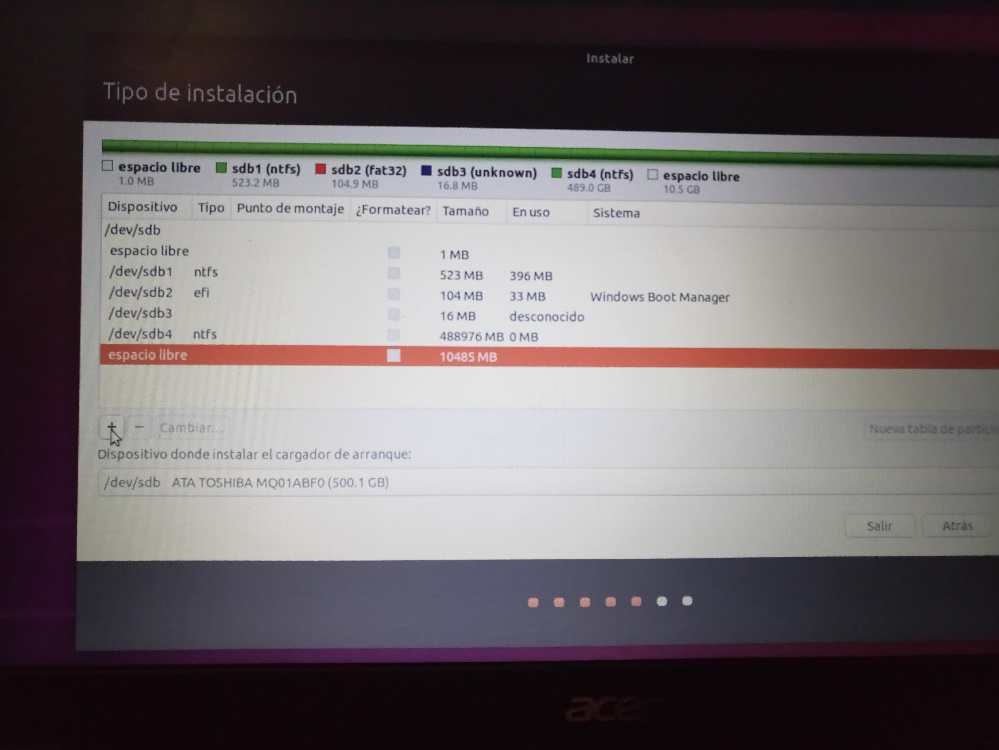 Instalar
Tipo de instalación
espacio libre sdb1 (ntfs) sdb2 (fat32) sdb3 (unknown) sdb4 (ntfs) espacio libre
1.0 MB 523.2 MB 104.9 MB 16.8 MB 489.0 GB 10.5 GB
Dispositivo Tipo Punto de montaje ¿Formatear? Tamaño En uso Sistema
/dev/sdb
espacio libre 1 MB
/dev/sdb1 ntfs 523 MB 396 MB
/dev/sdb2 efi 104 MB 33 MB Windows Boot Manager
/dev/sdb3 16 MB desconocido
/dev/sdb4 ntfs 488976 MB 0 MB
espacio libre 10485 MB
+ − Cambiar... Nueva tabla de partici
Dispositivo donde instalar el cargador de arranque:
/dev/sdb ATA TOSHIBA MQ01ABF0 (500.1 GB)
Salir Atrás
acer